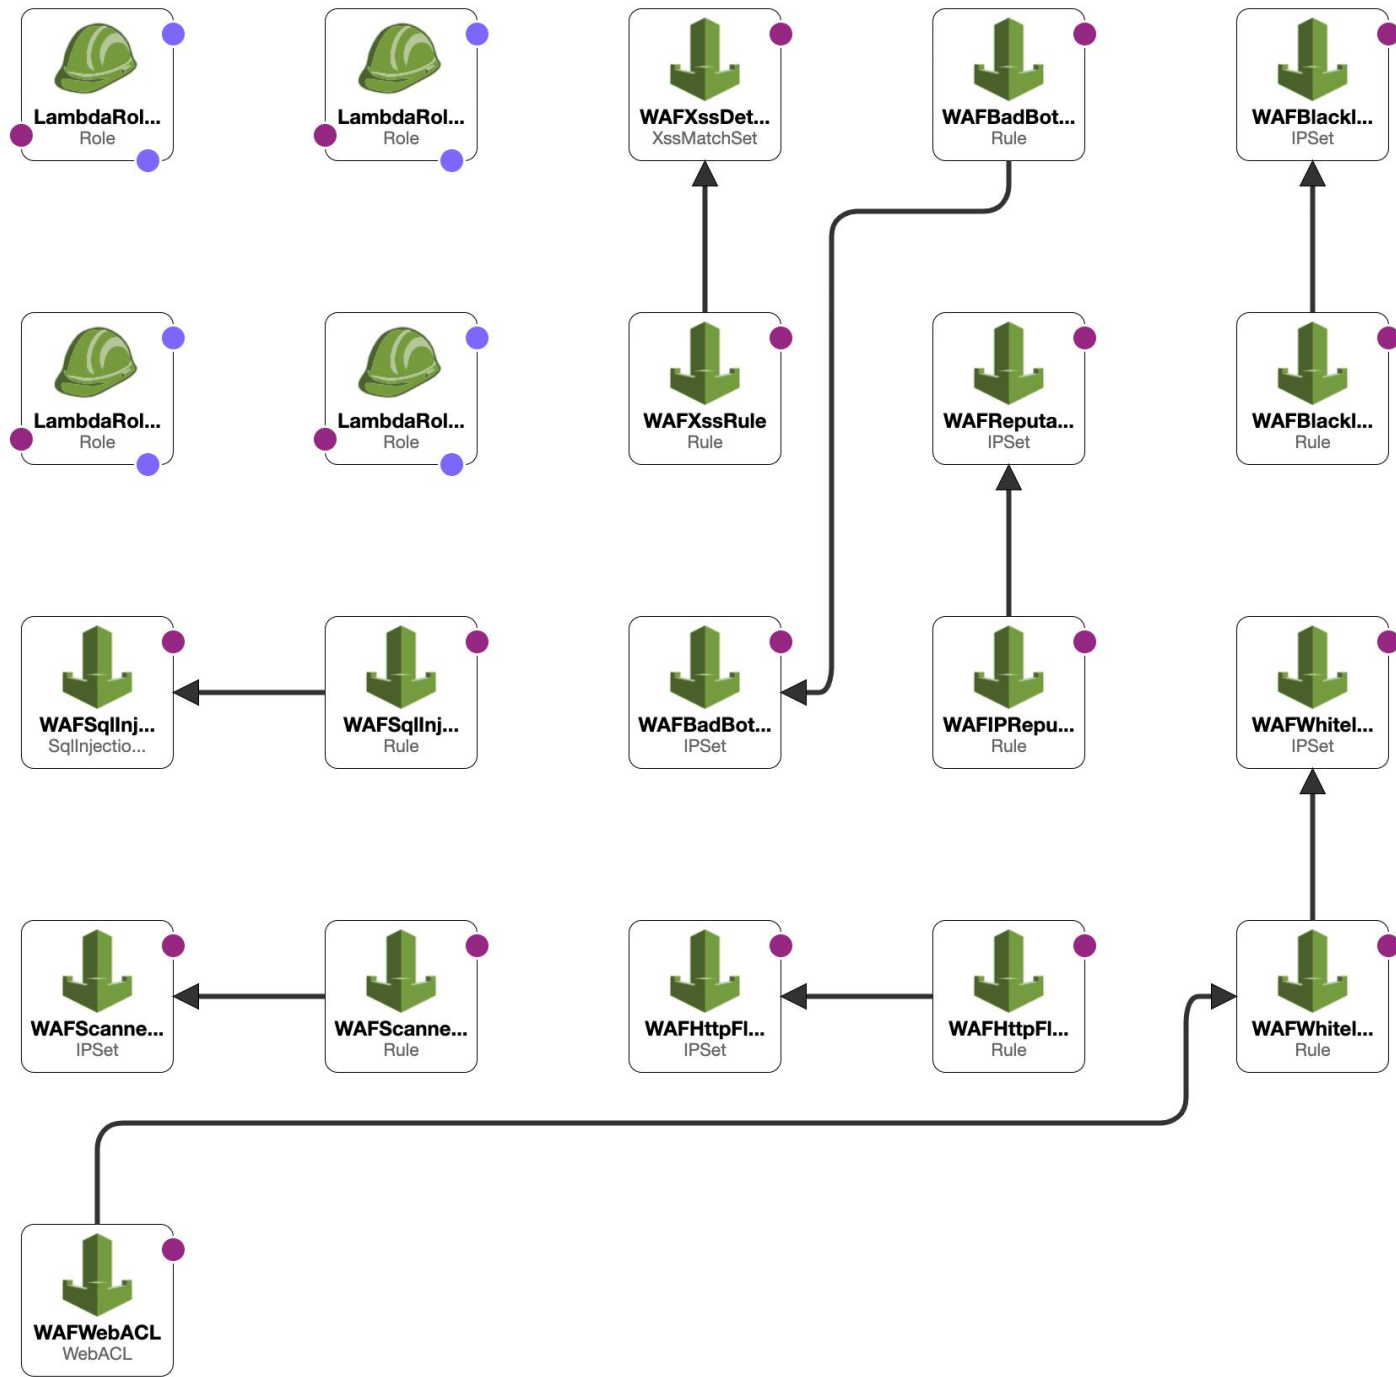 LambdaRol...
Role
LambdaRol...
Role
WAFXssDet...
XssMatchSet
WAFBadBot...
Rule
WAFBlackl...
IPSet
LambdaRol...
Role
LambdaRol...
Role
WAFXssRule
Rule
WAFReputa...
IPSet
WAFBlackl...
Rule
WAFSqlInj...
SqlInjectio...
WAFSqlInj...
Rule
WAFBadBot...
IPSet
WAFIPRepu...
Rule
WAFWhitel...
IPSet
WAFScanne...
IPSet
WAFScanne...
Rule
WAFHttpFl...
IPSet
WAFHttpFl...
Rule
WAFWhitel...
Rule
WAFWebACL
WebACL